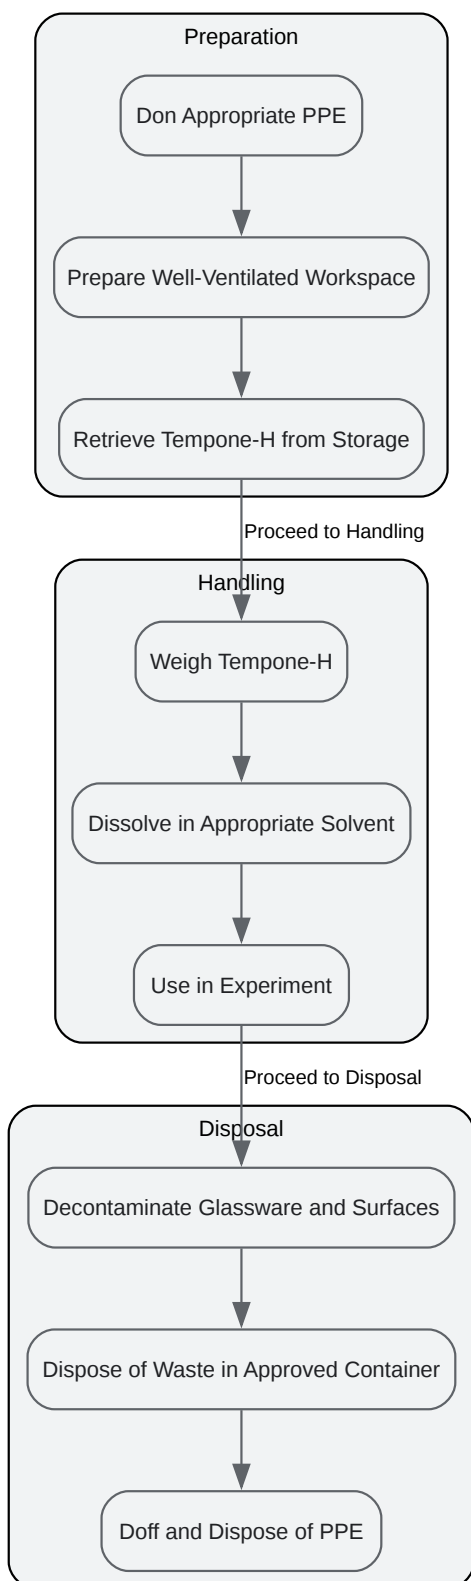 Preparation
Don Appropriate PPE
Prepare Well-Ventilated Workspace
Retrieve Tempone-H from Storage
Proceed to Handling
Handling
Weigh Tempone-H
Dissolve in Appropriate Solvent
Use in Experiment
Proceed to Disposal
Disposal
Decontaminate Glassware and Surfaces
Dispose of Waste in Approved Container
Doff and Dispose of PPE